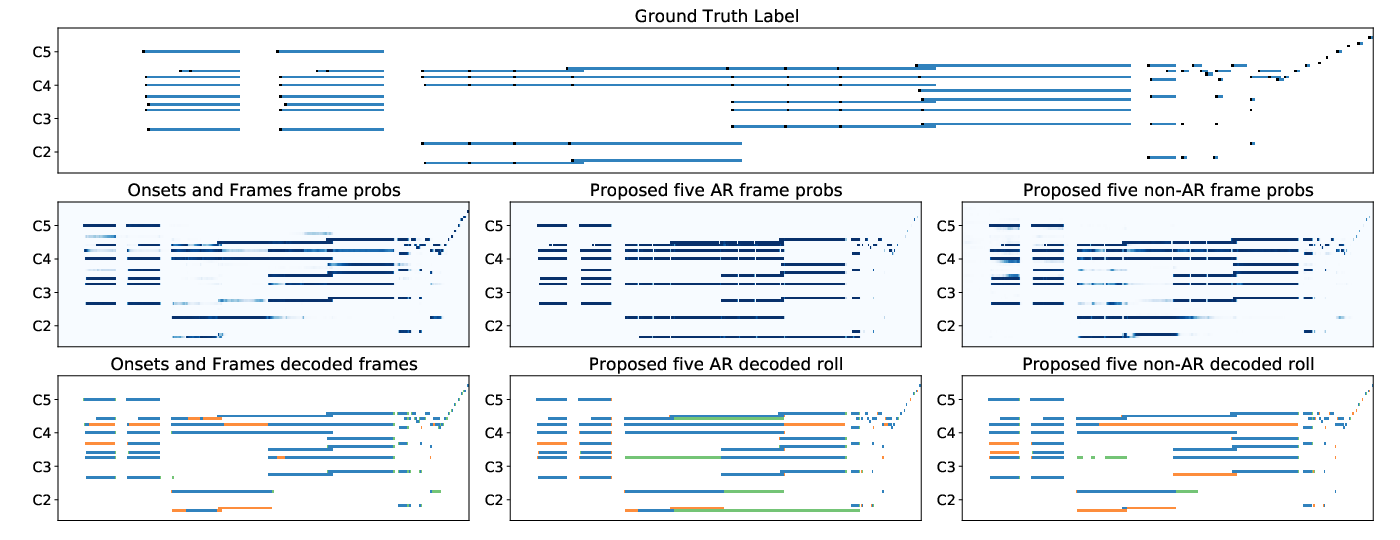 Ground Truth Label
C5
C4
C3
C2
Onsets and Frames frame probs
Proposed five AR frame probs
Proposed five non-AR frame probs
C5
C4
C3
C2
C5
C4
C3
C2
C5
C4
C3
C2
Onsets and Frames decoded frames
Proposed five AR decoded roll
Proposed five non-AR decoded roll
C5
C4
C3
C2
C5
C4
C3
C2
C5
C4
C3
C2